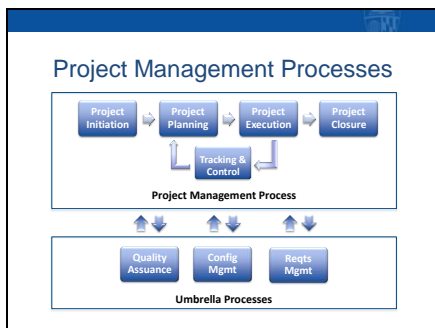 Project Management Processes
Project
Initiation
Project
Planning
Project
Execution
Project
Closure
Tracking &
Control
Project Management Process
Quality
Assuance
Config
Mgmt
Reqts
Mgmt
Umbrella Processes